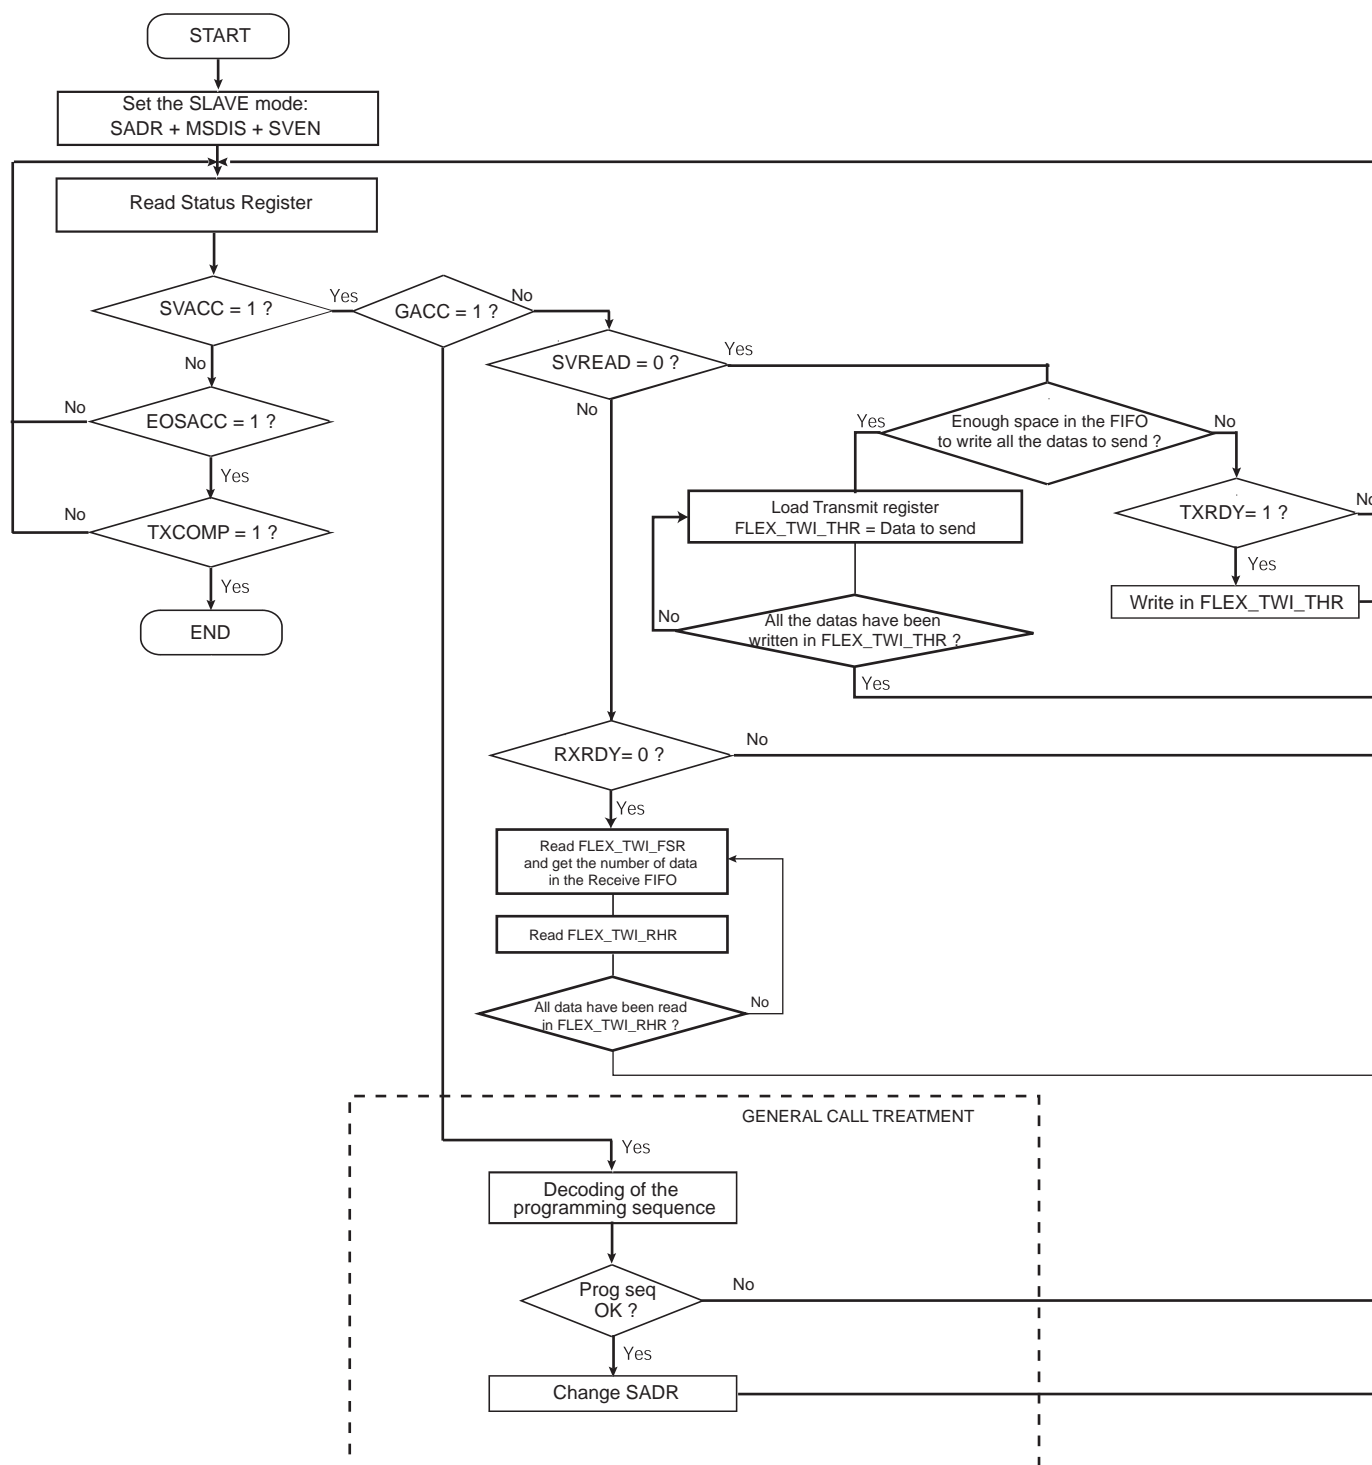 START
Set the SLAVE mode:
SADR + MSDIS + SVEN
Read Status Register
SVACC = 1 ?
Yes
GACC = 1 ?
No
SVREAD = 0 ?
Yes
No
No
EOSACC = 1 ?
No
Yes
Enough space in the FIFO
to write all the datas to send ?
Yes
No
No
TXCOMP = 1 ?
Yes
Load Transmit register
FLEX_TWI_THR = Data to send
TXRDY= 1 ?
No
Yes
Yes
Write in FLEX_TWI_THR
END
No
All the datas have been
written in FLEX_TWI_THR ?
Yes
RXRDY= 0 ?
No
Yes
Read FLEX_TWI_FSR
and get the number of data
in the Receive FIFO
Read FLEX_TWI_RHR
All data have been read
in FLEX_TWI_RHR ?
No
GENERAL CALL TREATMENT
Yes
Decoding of the
programming sequence
Prog seq
OK ?
No
Yes
Change SADR